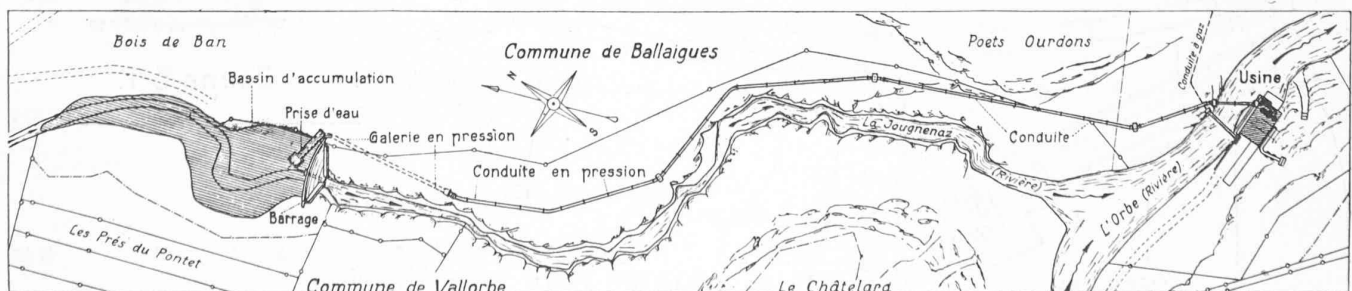 Bois de Ban
Commune de Ballaigues
Poets Ourdons
Conduite à gaz
Usine
Bassin d'accumulation
Prise d'eau
N
S
Galerie en pression
La Jougnenaz
(Rivière)
Conduite
Conduite en pression
Barrage
L'Orbe (Rivière)
Les Prés du Pontet
Commune de Vallorbe
Le Châtelard